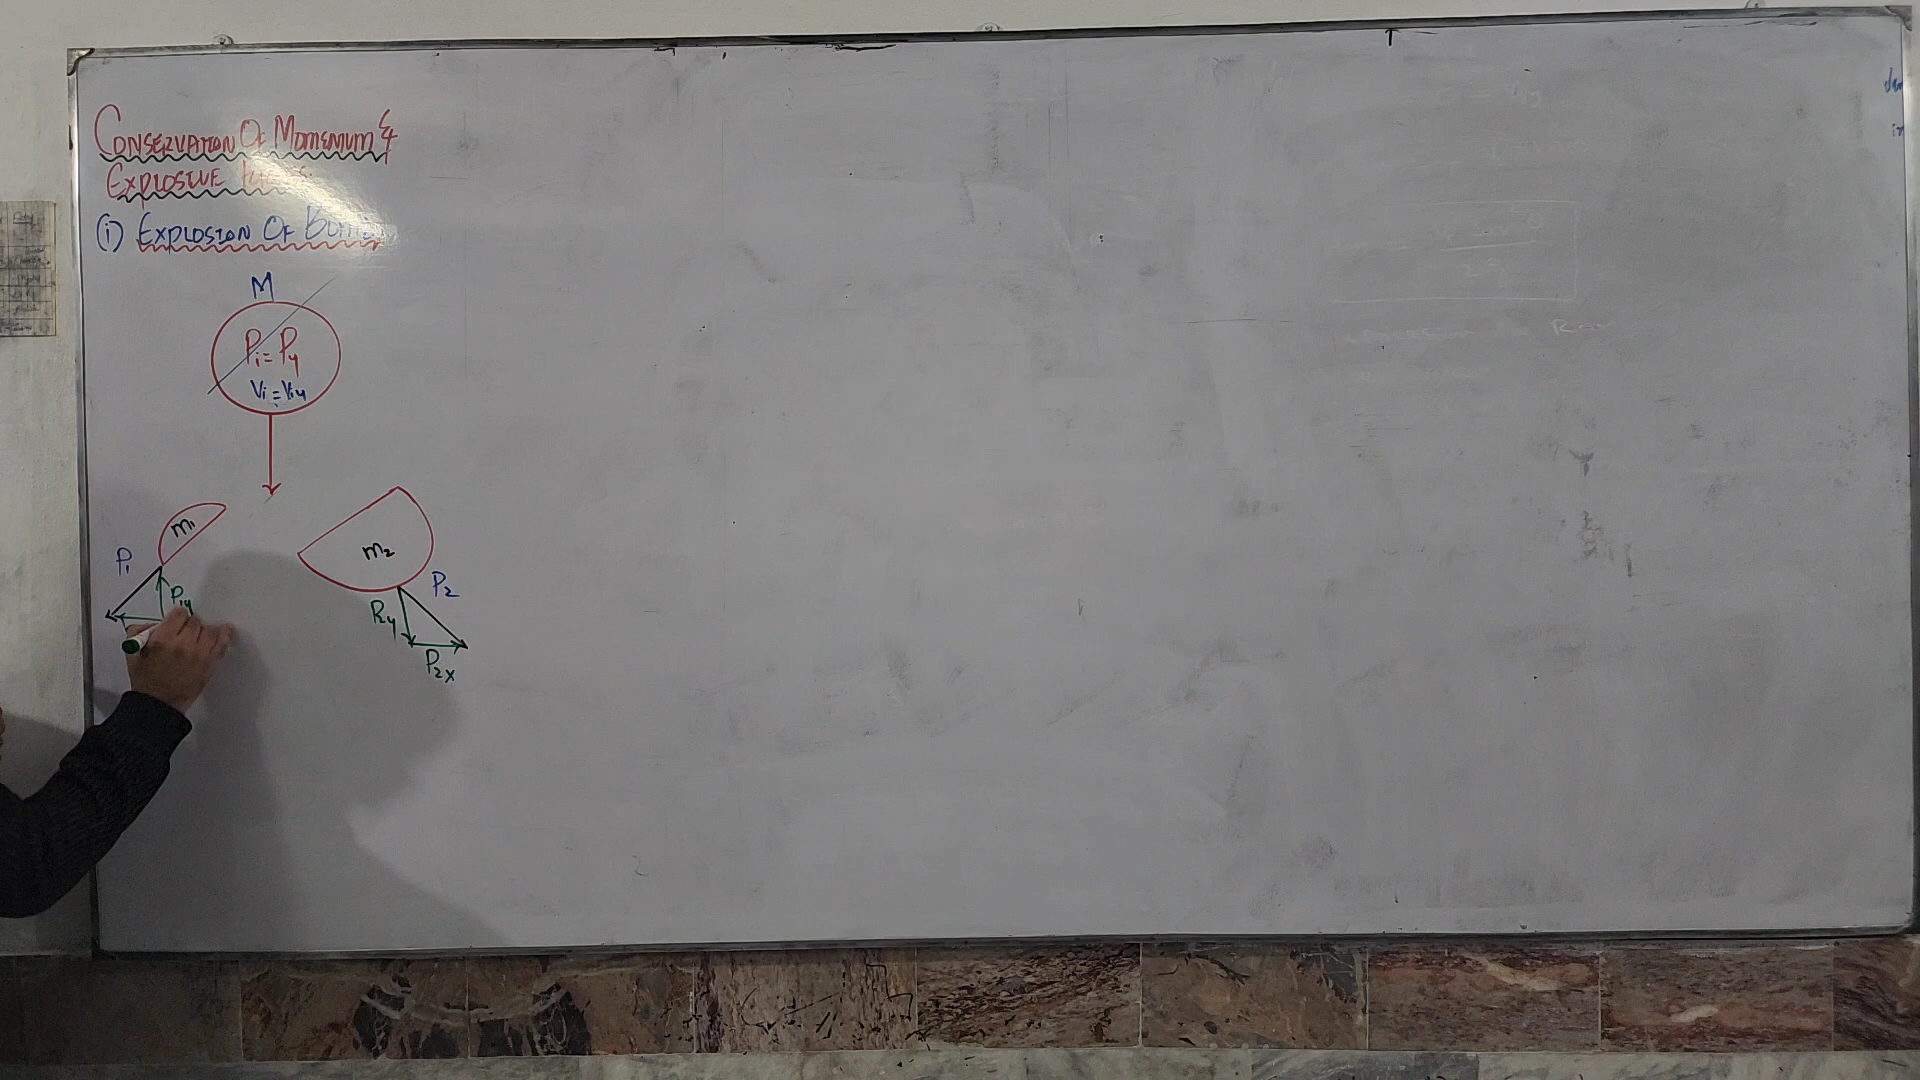 CONSERVATION OF MOMENTUM &
EXPLOSIVE
(i) EXPLOSION OF
M
Pi = Py
Vi = Viy
m1
m2
P1
P2
P1y
P2y
P2x